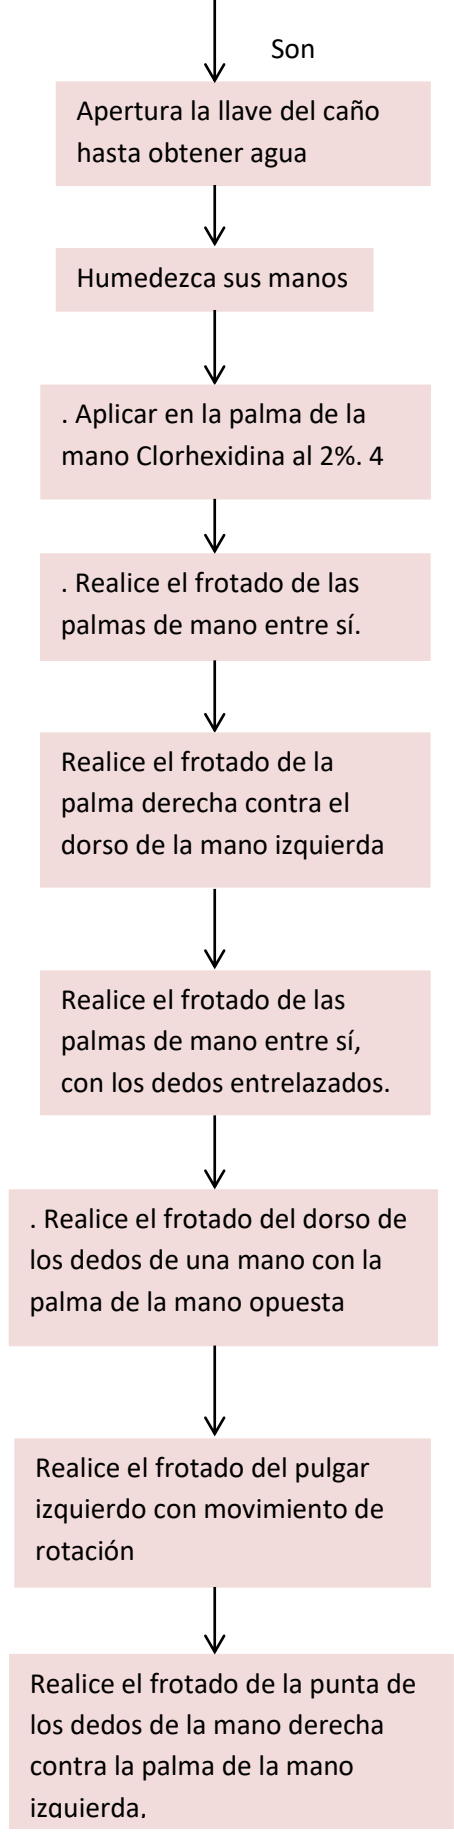 Son
Apertura la llave del caño
hasta obtener agua
Humedezca sus manos
. Aplicar en la palma de la
mano Clorhexidina al 2%. 4
. Realice el frotado de las
palmas de mano entre sí.
Realice el frotado de la
palma derecha contra el
dorso de la mano izquierda
Realice el frotado de las
palmas de mano entre sí,
con los dedos entrelazados.
. Realice el frotado del dorso de
los dedos de una mano con la
palma de la mano opuesta
Realice el frotado del pulgar
izquierdo con movimiento de
rotación
Realice el frotado de la punta de
los dedos de la mano derecha
contra la palma de la mano
izquierda,